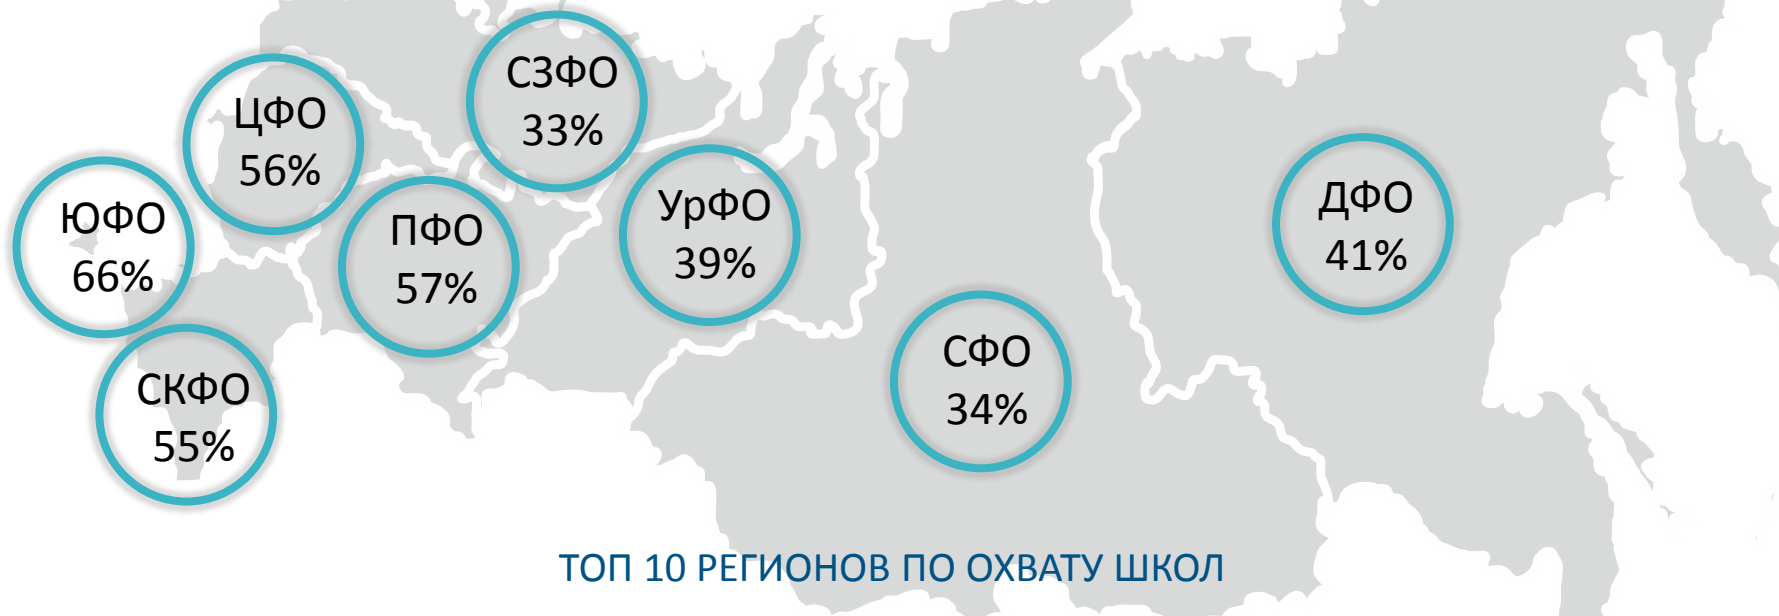 СЗФО
33%
ЦФО
56%
ЮФО
66%
ПФО
57%
УрФО
39%
ДФО
41%
СКФО
55%
СФО
34%
ТОП 10 РЕГИОНОВ ПО ОХВАТУ ШКОЛ